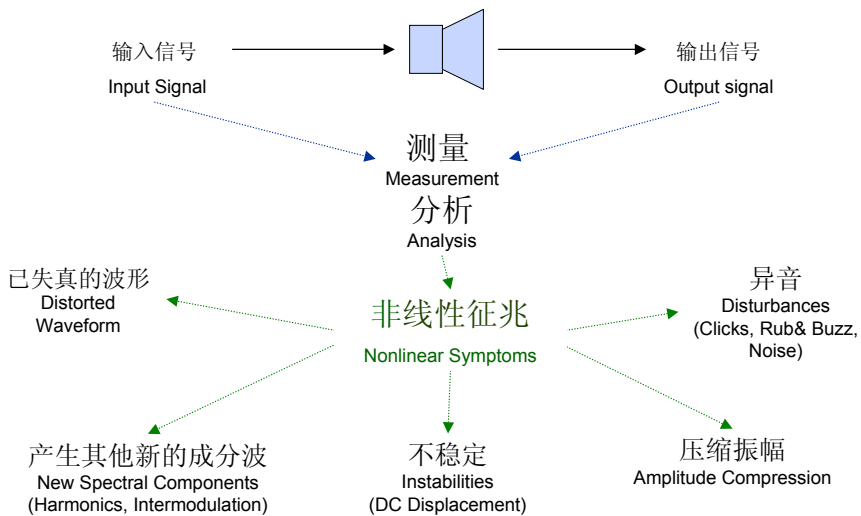 输入信号
Input Signal
输出信号
Output signal
测量
Measurement
分析
Analysis
已失真的波形
Distorted
Waveform
非线性征兆
Nonlinear Symptoms
异音
Disturbances
(Clicks, Rub& Buzz,
Noise)
产生其他新的成分波
New Spectral Components
(Harmonics, Intermodulation)
不稳定
Instabilities
(DC Displacement)
压缩振幅
Amplitude Compression